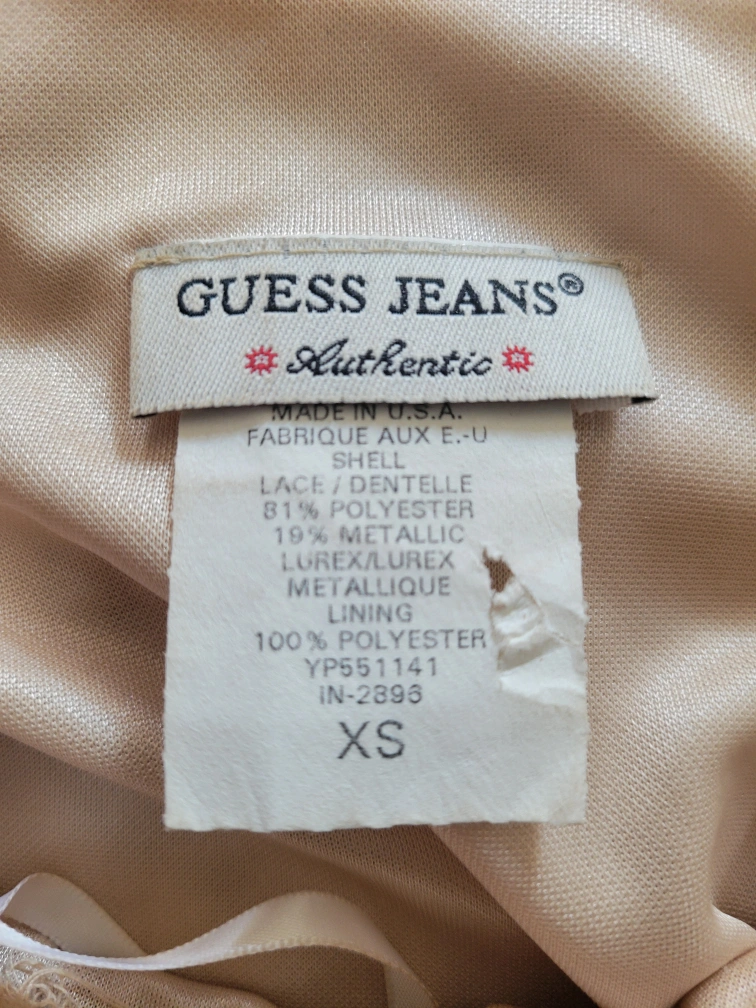 GUESS JEANS®
Authentic
MADE IN U.S.A.
FABRIQUE AUX E.-U
SHELL
LACE / DENTELLE
81% POLYESTER
19% METALLIC
LUREX/LUREX
METALLIQUE
LINING
100% POLYESTER
YP551141
IN-2896
XS